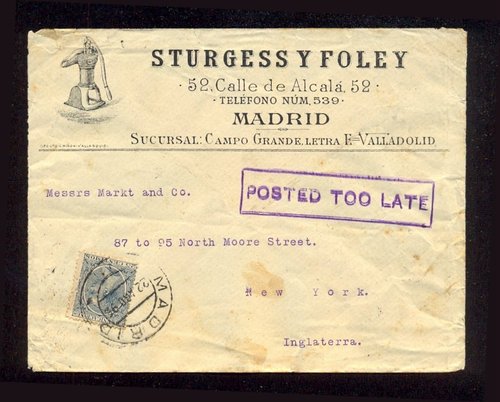 STURGESS Y FOLEY
52, Calle de Alcalá, 52
TELÉFONO NÚM, 539
MADRID
SUCURSAL: CAMPO GRANDE, LETRA F.-VALLADOLID
POSTED TOO LATE
Messrs Markt and Co.
87 to 95 North Moore Street.
New York.
Inglaterra.
MADRID